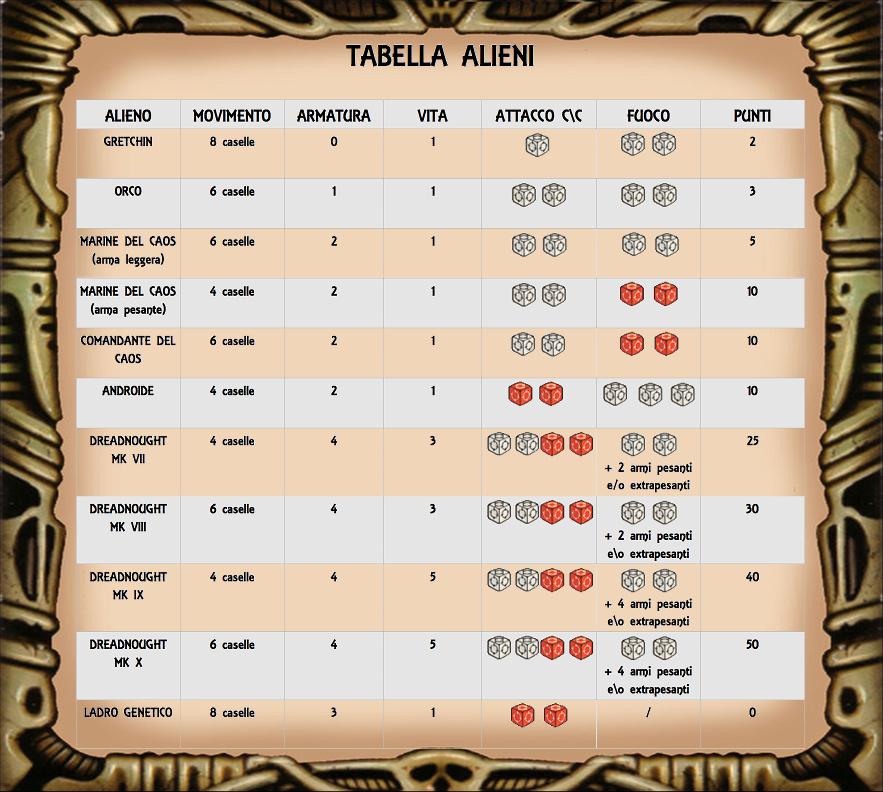 TABELLA ALIENI
ALIENO MOVIMENTO ARMATURA VITA ATTACCO C\C FUOCO PUNTI
GRETCHIN 8 caselle 0 1 2
ORCO 6 caselle 1 1 3
MARINE DEL CAOS 6 caselle 2 1 5
(arma leggera)
MARINE DEL CAOS 4 caselle 2 1 10
(arma pesante)
COMANDANTE DEL 6 caselle 2 1 10
CAOS
ANDROIDE 4 caselle 2 1 10
DREADNOUGHT 4 caselle 4 3 25
MK VII
+ 2 armi pesanti
e/o extrapesanti
DREADNOUGHT 6 caselle 4 3 30
MK VIII
+ 2 armi pesanti
e\o extrapesanti
DREADNOUGHT 4 caselle 4 5 40
MK IX
+ 4 armi pesanti
e\o extrapesanti
DREADNOUGHT 6 caselle 4 5 50
MK X
+ 4 armi pesanti
e\o extrapesanti
LADRO GENETICO 8 caselle 3 1 / 0